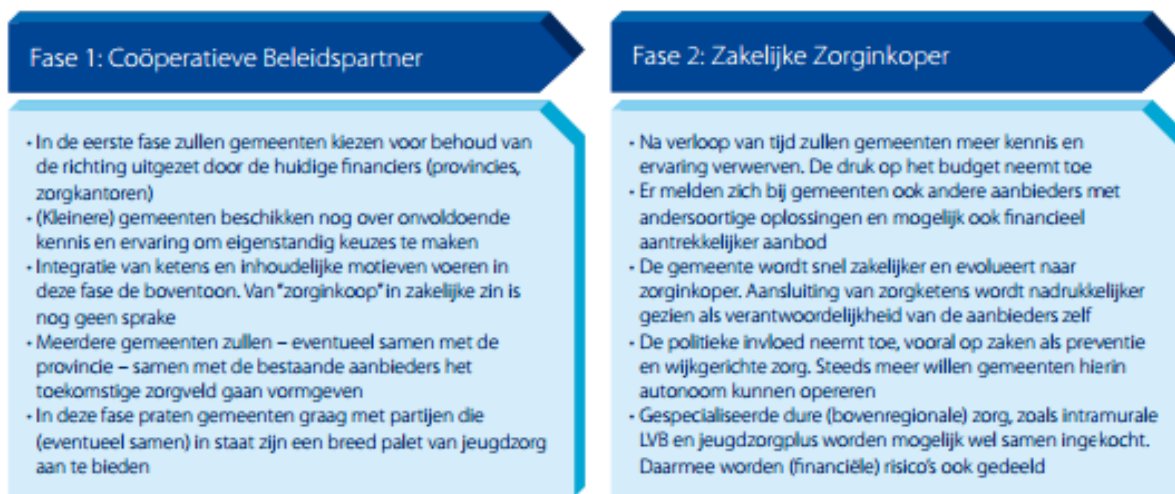 Fase 1: Coöperatieve Beleidspartner
• In de eerste fase zullen gemeenten kiezen voor behoud van
de richting uitgezet door de huidige financiers (provincies,
zorgkantoren)
• (Kleinere) gemeenten beschikken nog over onvoldoende
kennis en ervaring om eigenstandig keuzes te maken
• Integratie van ketens en inhoudelijke motieven voeren in
deze fase de boventoon. Van "zorginkoop" in zakelijke zin is
nog geen sprake
• Meerdere gemeenten zullen – eventueel samen met de
provincie – samen met de bestaande aanbieders het
toekomstige zorgveld gaan vormgeven
• In deze fase praten gemeenten graag met partijen die
(eventueel samen) in staat zijn een breed palet van jeugdzorg
aan te bieden
Fase 2: Zakelijke Zorginkoper
• Na verloop van tijd zullen gemeenten meer kennis en
ervaring verwerven. De druk op het budget neemt toe
• Er melden zich bij gemeenten ook andere aanbieders met
andersoortige oplossingen en mogelijk ook financieel
aantrekkelijker aanbod
• De gemeente wordt snel zakelijker en evolueert naar
zorginkoper. Aansluiting van zorgketens wordt nadrukkelijker
gezien als verantwoordelijkheid van de aanbieders zelf
• De politieke invloed neemt toe, vooral op zaken als preventie
en wijkgerichte zorg. Steeds meer willen gemeenten hierin
autonoom kunnen opereren
• Gespecialiseerde dure (bovenregionale) zorg, zoals intramurale
LVB en jeugdzorgplus worden mogelijk wel samen ingekocht.
Daarmee worden (financiële) risico's ook gedeeld